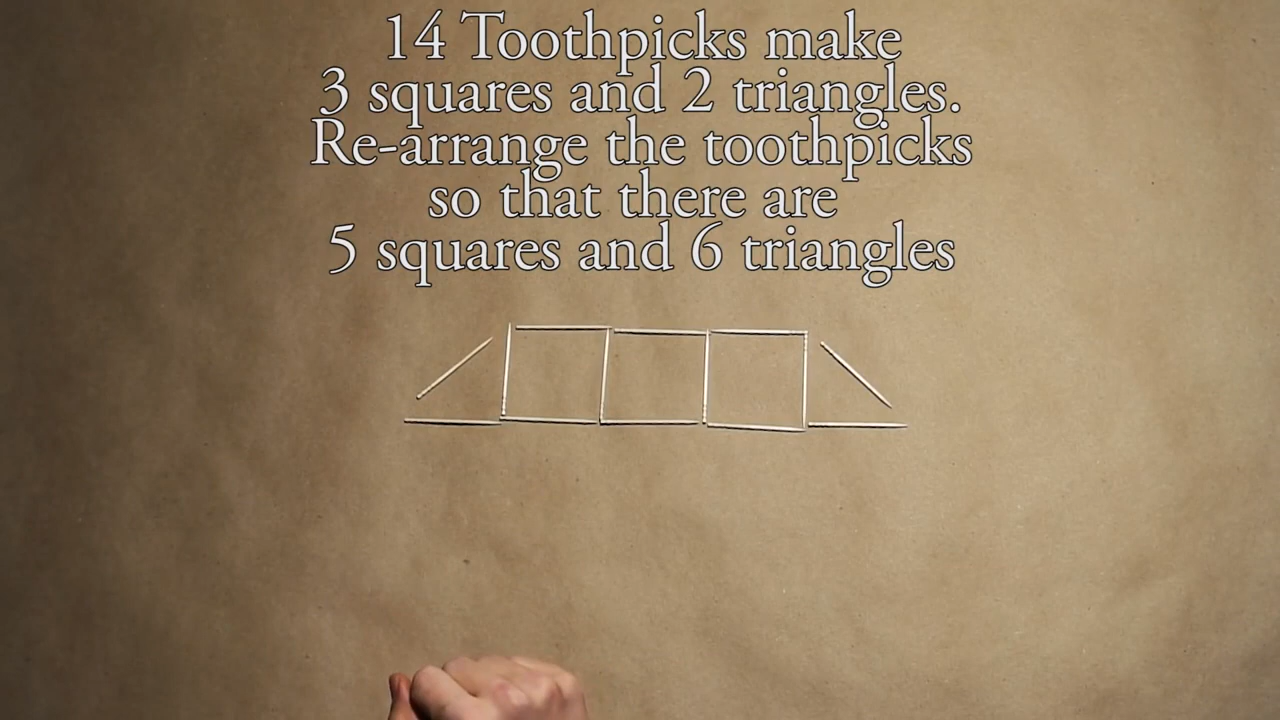 14 Toothpicks make
3 squares and 2 triangles.
Re-arrange the toothpicks
so that there are
5 squares and 6 triangles